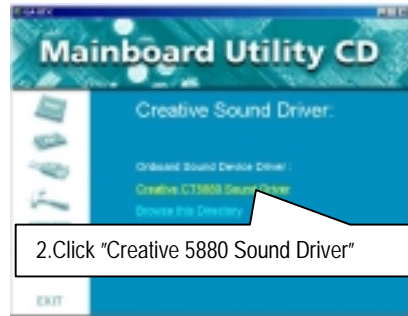 Mainboard Utility CD
Creative Sound Driver:
Onboard Sound Device Driver :
Creative CT5880 Sound Driver
Browse this Directory
2.Click "Creative 5880 Sound Driver"
EXIT